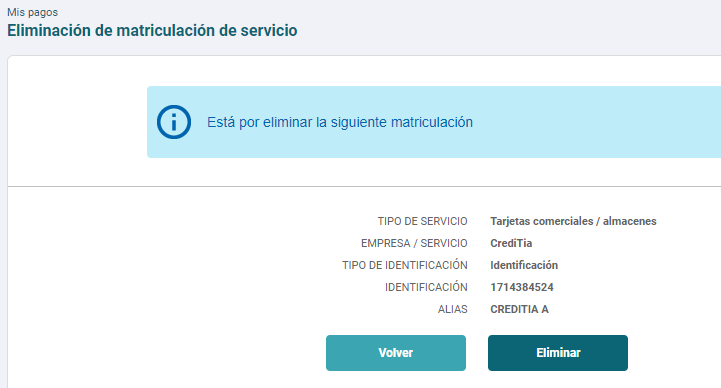 Mis pagos
Eliminación de matriculación de servicio
Está por eliminar la siguiente matriculación
TIPO DE SERVICIO Tarjetas comerciales / almacenes
EMPRESA / SERVICIO CrediTia
TIPO DE IDENTIFICACIÓN Identificación
IDENTIFICACIÓN 1714384524
ALIAS CREDITIA A
Volver Eliminar